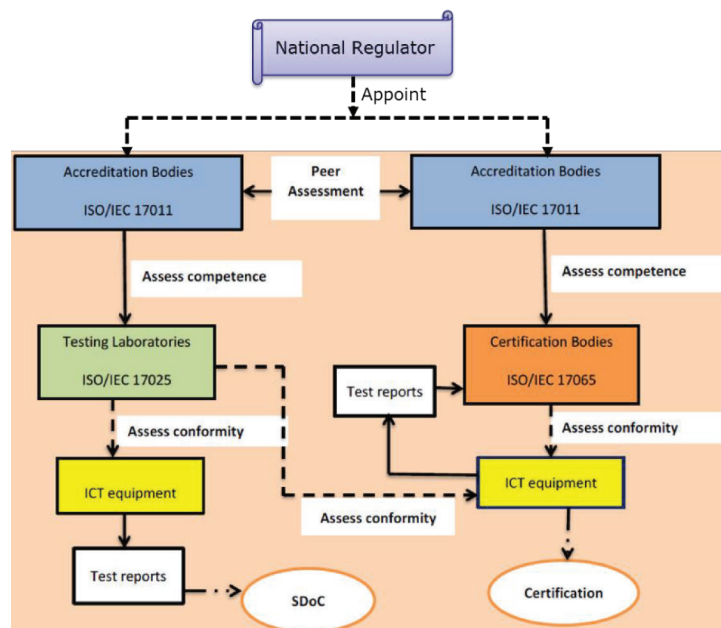 National Regulator
Appoint
Accreditation Bodies
ISO/IEC 17011
Peer
Assessment
Accreditation Bodies
ISO/IEC 17011
Assess competence
Assess competence
Testing Laboratories
ISO/IEC 17025
Certification Bodies
ISO/IEC 17065
Test reports
Assess conformity
Assess conformity
ICT equipment
ICT equipment
Assess conformity
Test reports
SDoC
Certification